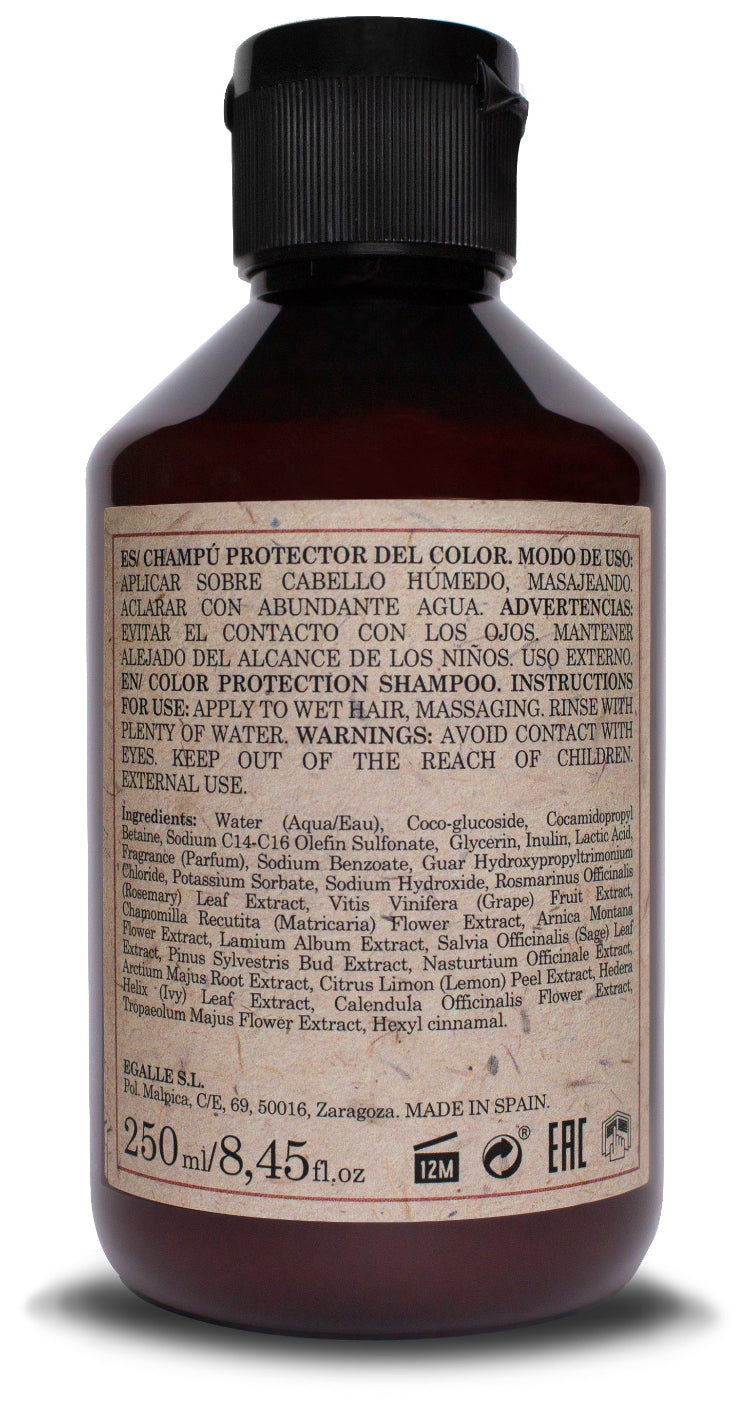 ES/ CHAMPÚ PROTECTOR DEL COLOR. MODO DE USO:
APLICAR SOBRE CABELLO HÚMEDO, MASAJEANDO.
ACLARAR CON ABUNDANTE AGUA. ADVERTENCIAS:
EVITAR EL CONTACTO CON LOS OJOS. MANTENER
ALEJADO DEL ALCANCE DE LOS NIÑOS. USO EXTERNO.
EN/ COLOR PROTECTION SHAMPOO. INSTRUCTIONS
FOR USE: APPLY TO WET HAIR, MASSAGING. RINSE WITH
PLENTY OF WATER. WARNINGS: AVOID CONTACT WITH
EYES. KEEP OUT OF THE REACH OF CHILDREN.
EXTERNAL USE.
Ingredients: Water (Aqua/Eau), Coco-glucoside, Cocamidopropyl
Betaine, Sodium C14-C16 Olefin Sulfonate, Glycerin, Inulin, Lactic Acid,
Fragrance (Parfum), Sodium Benzoate, Guar Hydroxypropyltrimonium
Chloride, Potassium Sorbate, Sodium Hydroxide, Rosmarinus Officinalis
(Rosemary) Leaf Extract, Vitis Vinifera (Grape) Fruit Extract,
Chamomilla Recutita (Matricaria) Flower Extract, Arnica Montana
Flower Extract, Lamium Album Extract, Salvia Officinalis (Sage) Leaf
Extract, Pinus Sylvestris Bud Extract, Nasturtium Officinale Extract,
Arctium Majus Root Extract, Citrus Limon (Lemon) Peel Extract, Hedera
Helix (Ivy) Leaf Extract, Calendula Officinalis Flower Extract,
Tropaeolum Majus Flower Extract, Hexyl cinnamal.
EGALLE S.L.
Pol. Malpica, C/E, 69, 50016, Zaragoza. MADE IN SPAIN.
250 ml/8,45 fl.oz 12M ® EAC